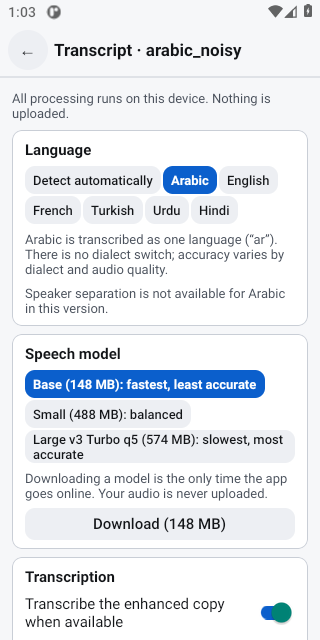 1:03
← Transcript · arabic_noisy
All processing runs on this device. Nothing is
uploaded.
Language
Detect automatically Arabic English
French Turkish Urdu Hindi
Arabic is transcribed as one language (“ar”).
There is no dialect switch; accuracy varies by
dialect and audio quality.
Speaker separation is not available for Arabic
in this version.
Speech model
Base (148 MB): fastest, least accurate
Small (488 MB): balanced
Large v3 Turbo q5 (574 MB): slowest, most
accurate
Downloading a model is the only time the app
goes online. Your audio is never uploaded.
Download (148 MB)
Transcription
Transcribe the enhanced copy
when available